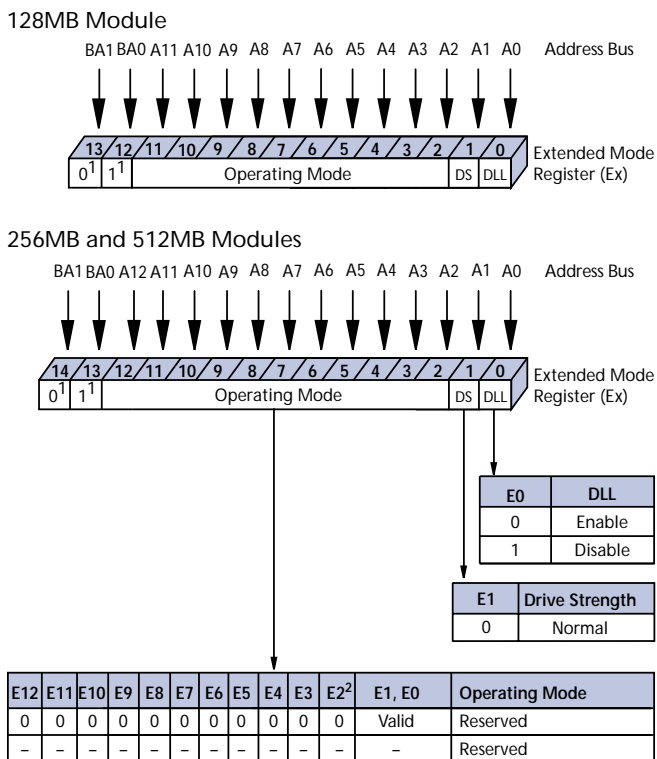 128MB Module
BA1 BA0 A11 A10 A9 A8 A7 A6 A5 A4 A3 A2 A1 A0 Address Bus
13 12 11 10 9 8 7 6 5 4 3 2 1 0 Extended Mode
0¹ 1¹ Operating Mode DS DLL Register (Ex)
256MB and 512MB Modules
BA1 BA0 A12 A11 A10 A9 A8 A7 A6 A5 A4 A3 A2 A1 A0 Address Bus
14 13 12 11 10 9 8 7 6 5 4 3 2 1 0 Extended Mode
0¹ 1¹ Operating Mode DS DLL Register (Ex)
E0 DLL
0 Enable
1 Disable
E1 Drive Strength
0 Normal
E12 E11 E10 E9 E8 E7 E6 E5 E4 E3 E2² E1, E0 Operating Mode
0 0 0 0 0 0 0 0 0 0 0 Valid Reserved
– – – – – – – – – – – – Reserved